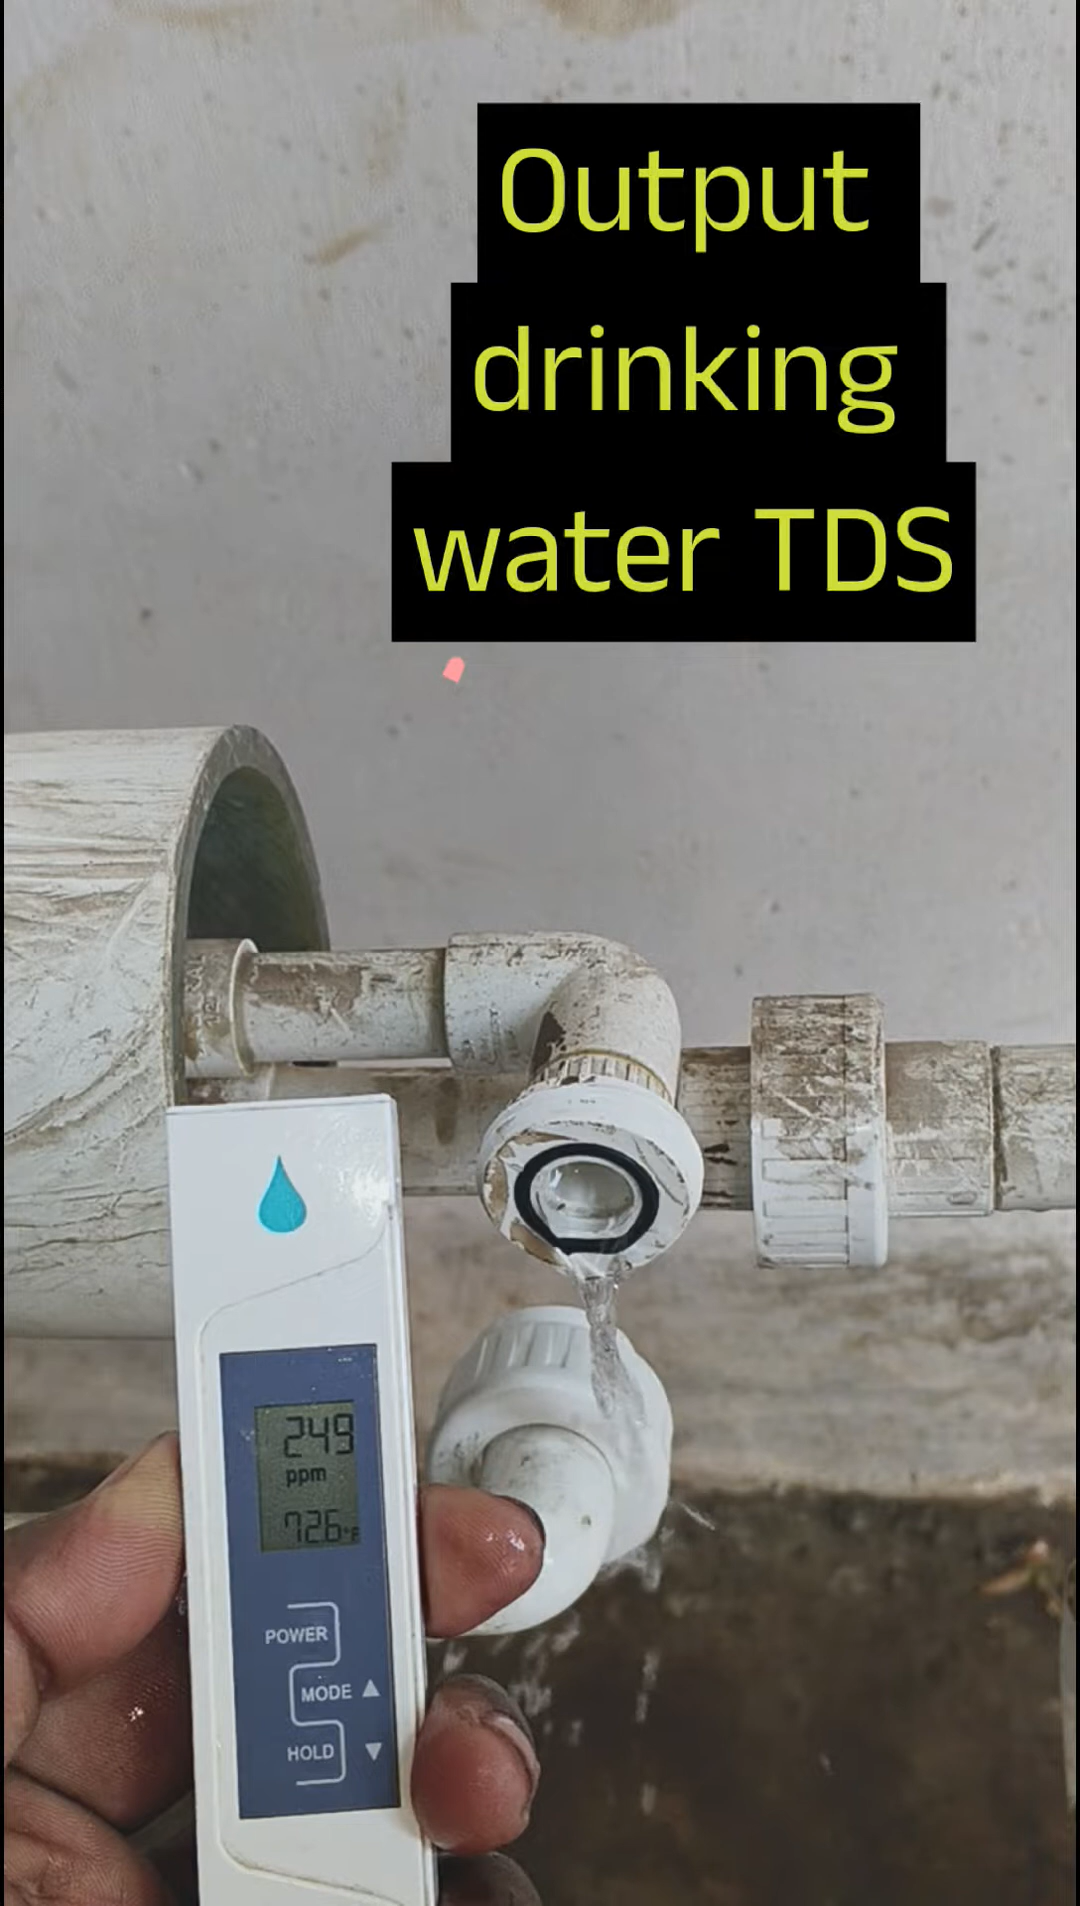 Output
drinking
water TDS
249
ppm
72.6°F
POWER
MODE ▲
HOLD ▼